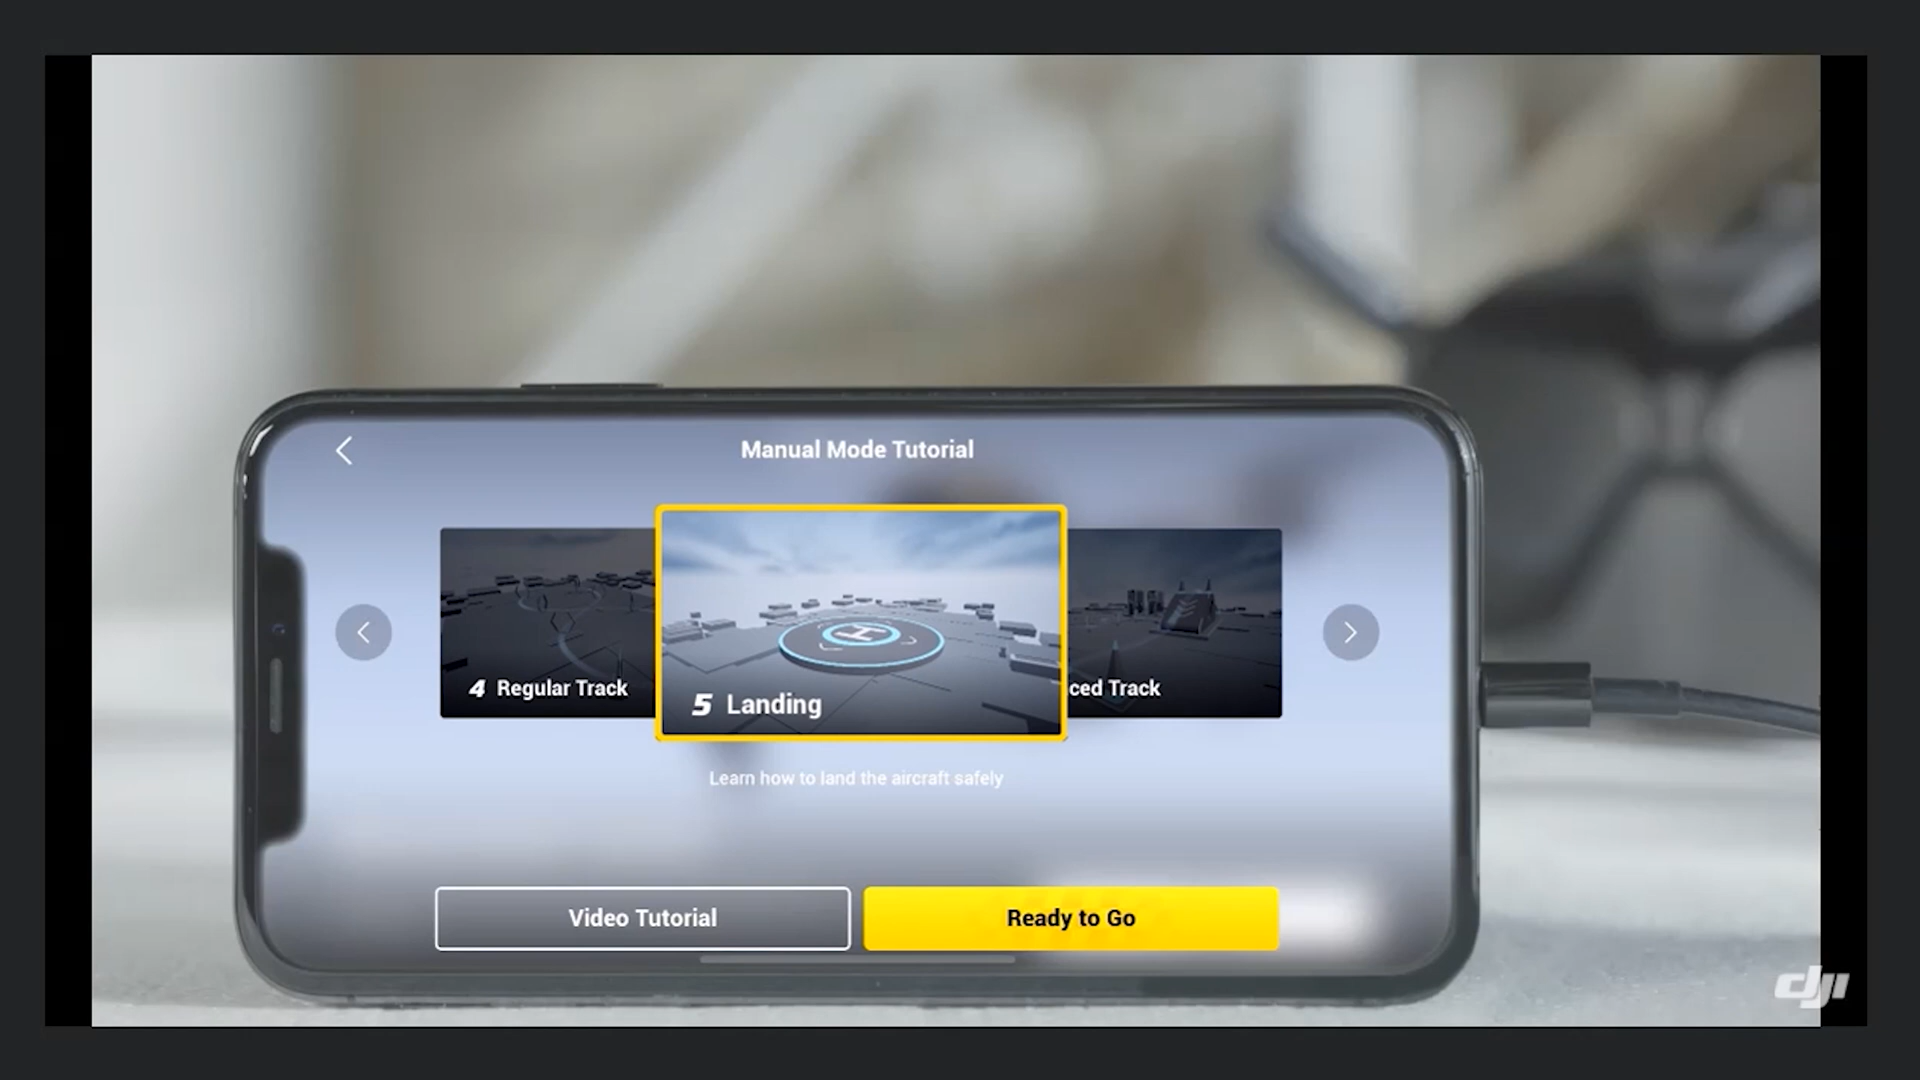 Manual Mode Tutorial
4 Regular Track
5 Landing
ced Track
Learn how to land the aircraft safely
Video Tutorial
Ready to Go
dji